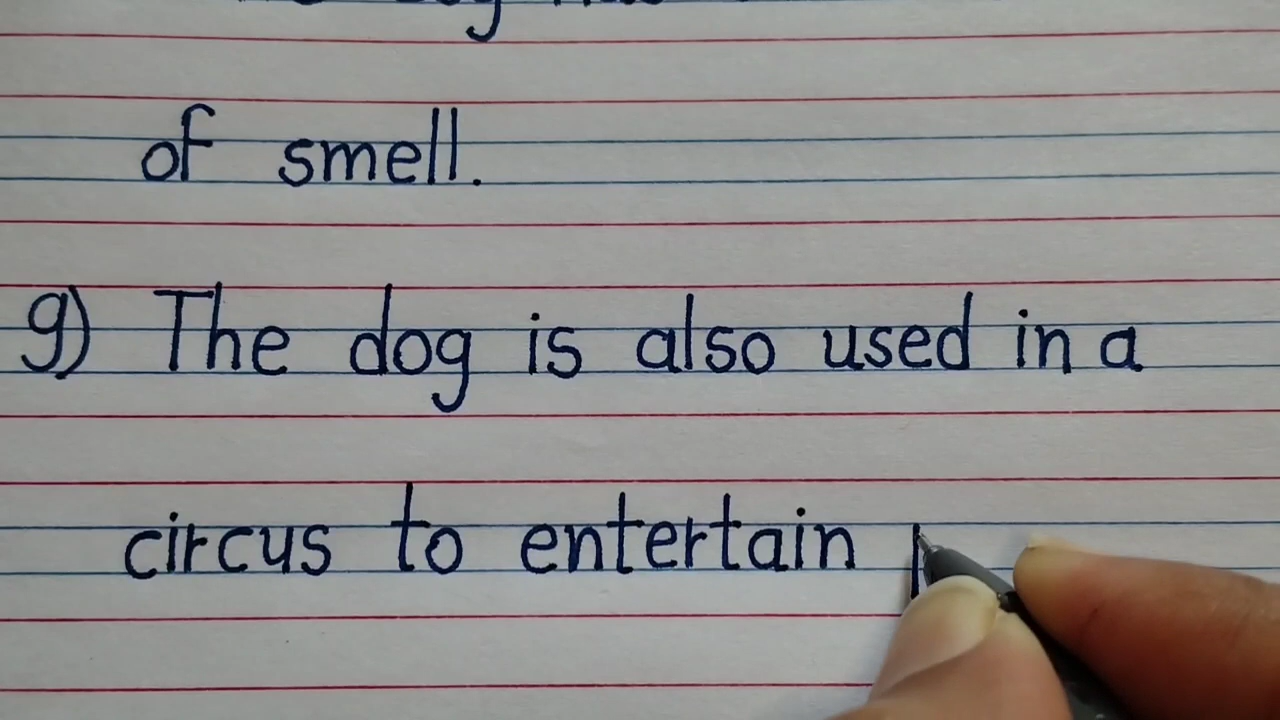 of smell.
9) The dog is also used in a
circus to entertain